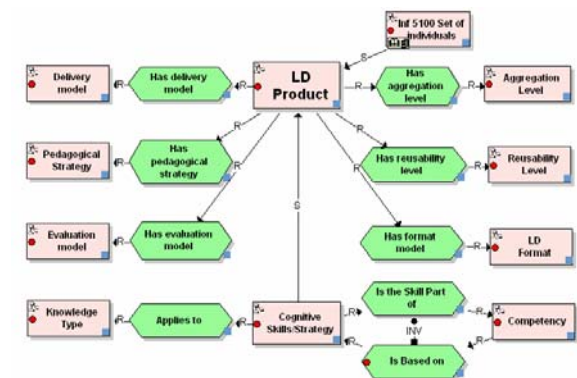 Inf 5100 Set of
individuals
S
Delivery
model
R
Has delivery
model
R
LD
Product
R
Has
aggregation
level
R
Aggregation
Level
R
R
R
R
Pedagogical
Strategy
R
Has
pedagogical
strategy
Has reusability
level
R
Reusability
Level
Evaluation
model
R
Has evaluation
model
Has format
model
R
LD
Format
S
Is the Skill Part
of
Knowledge
Type
R
Applies to
R
Cognitive
Skills/Strategy
R
R
Competency
INV
R
Is Based on
R